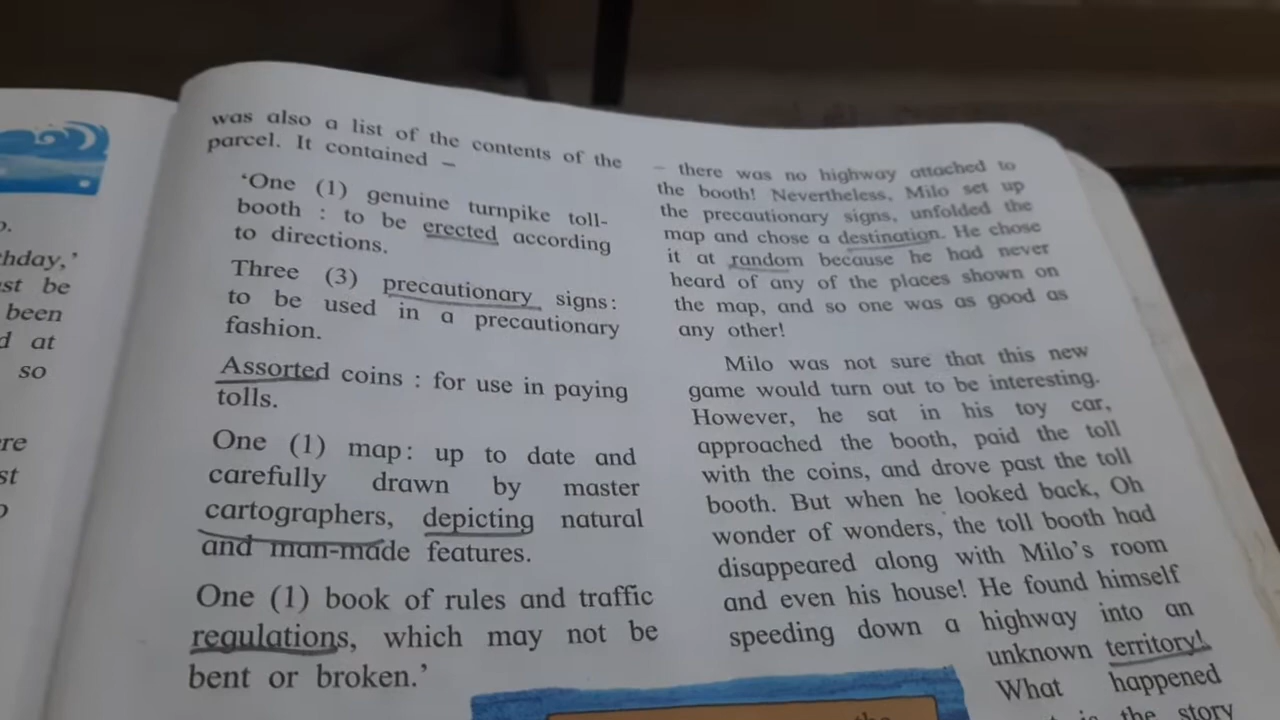 hday,'
st be
been
d at
so
was also a list of the contents of the
parcel. It contained –
'One (1) genuine turnpike toll-
booth : to be erected according
to directions.
Three (3) precautionary signs:
to be used in a precautionary
fashion.
Assorted coins : for use in paying
tolls.
One (1) map: up to date and
carefully drawn by master
cartographers, depicting natural
and man-made features.
One (1) book of rules and traffic
regulations, which may not be
bent or broken.'
– there was no highway attached to
the booth! Nevertheless, Milo set up
the precautionary signs, unfolded the
map and chose a destination. He chose
it at random because he had never
heard of any of the places shown on
the map, and so one was as good as
any other!
Milo was not sure that this new
game would turn out to be interesting.
However, he sat in his toy car,
approached the booth, paid the toll
with the coins, and drove past the toll
booth. But when he looked back, Oh
wonder of wonders, the toll booth had
disappeared along with Milo's room
and even his house! He found himself
speeding down a highway into an
unknown territory!
What happened
is the story
the